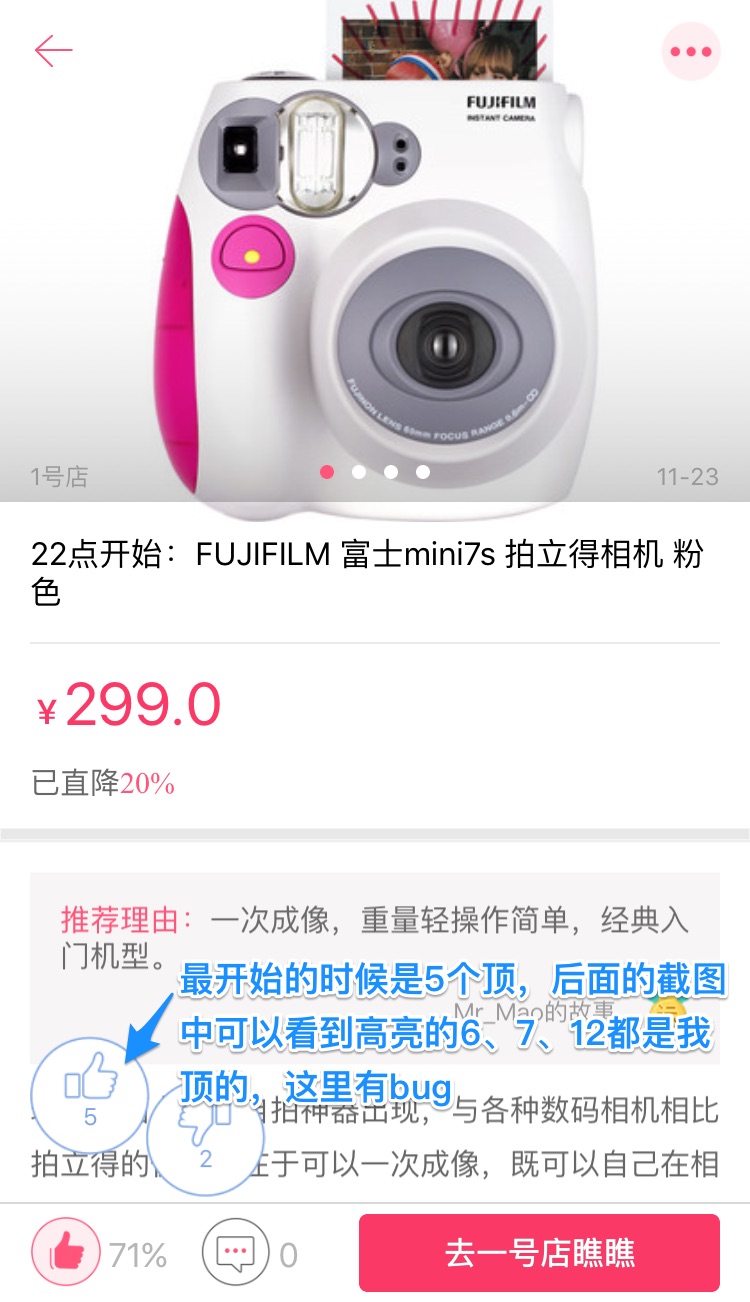 FUJIFILM
INSTANT CAMERA
FUJINON LENS 60mm FOCUS RANGE 0.6m-∞
1号店
11-23
22点开始：FUJIFILM 富士mini7s 拍立得相机 粉
色
¥299.0
已直降20%
推荐理由：一次成像，重量轻操作简单，经典入
门机型。
最开始的时候是5个顶，后面的截图
Mr_Mao的故事
中可以看到高亮的6、7、12都是我
顶的，这里有bug
5
自拍神器出现，与各种数码相机相比
2
拍立得的 在于可以一次成像，既可以自己在相
71%
0
去一号店瞧瞧